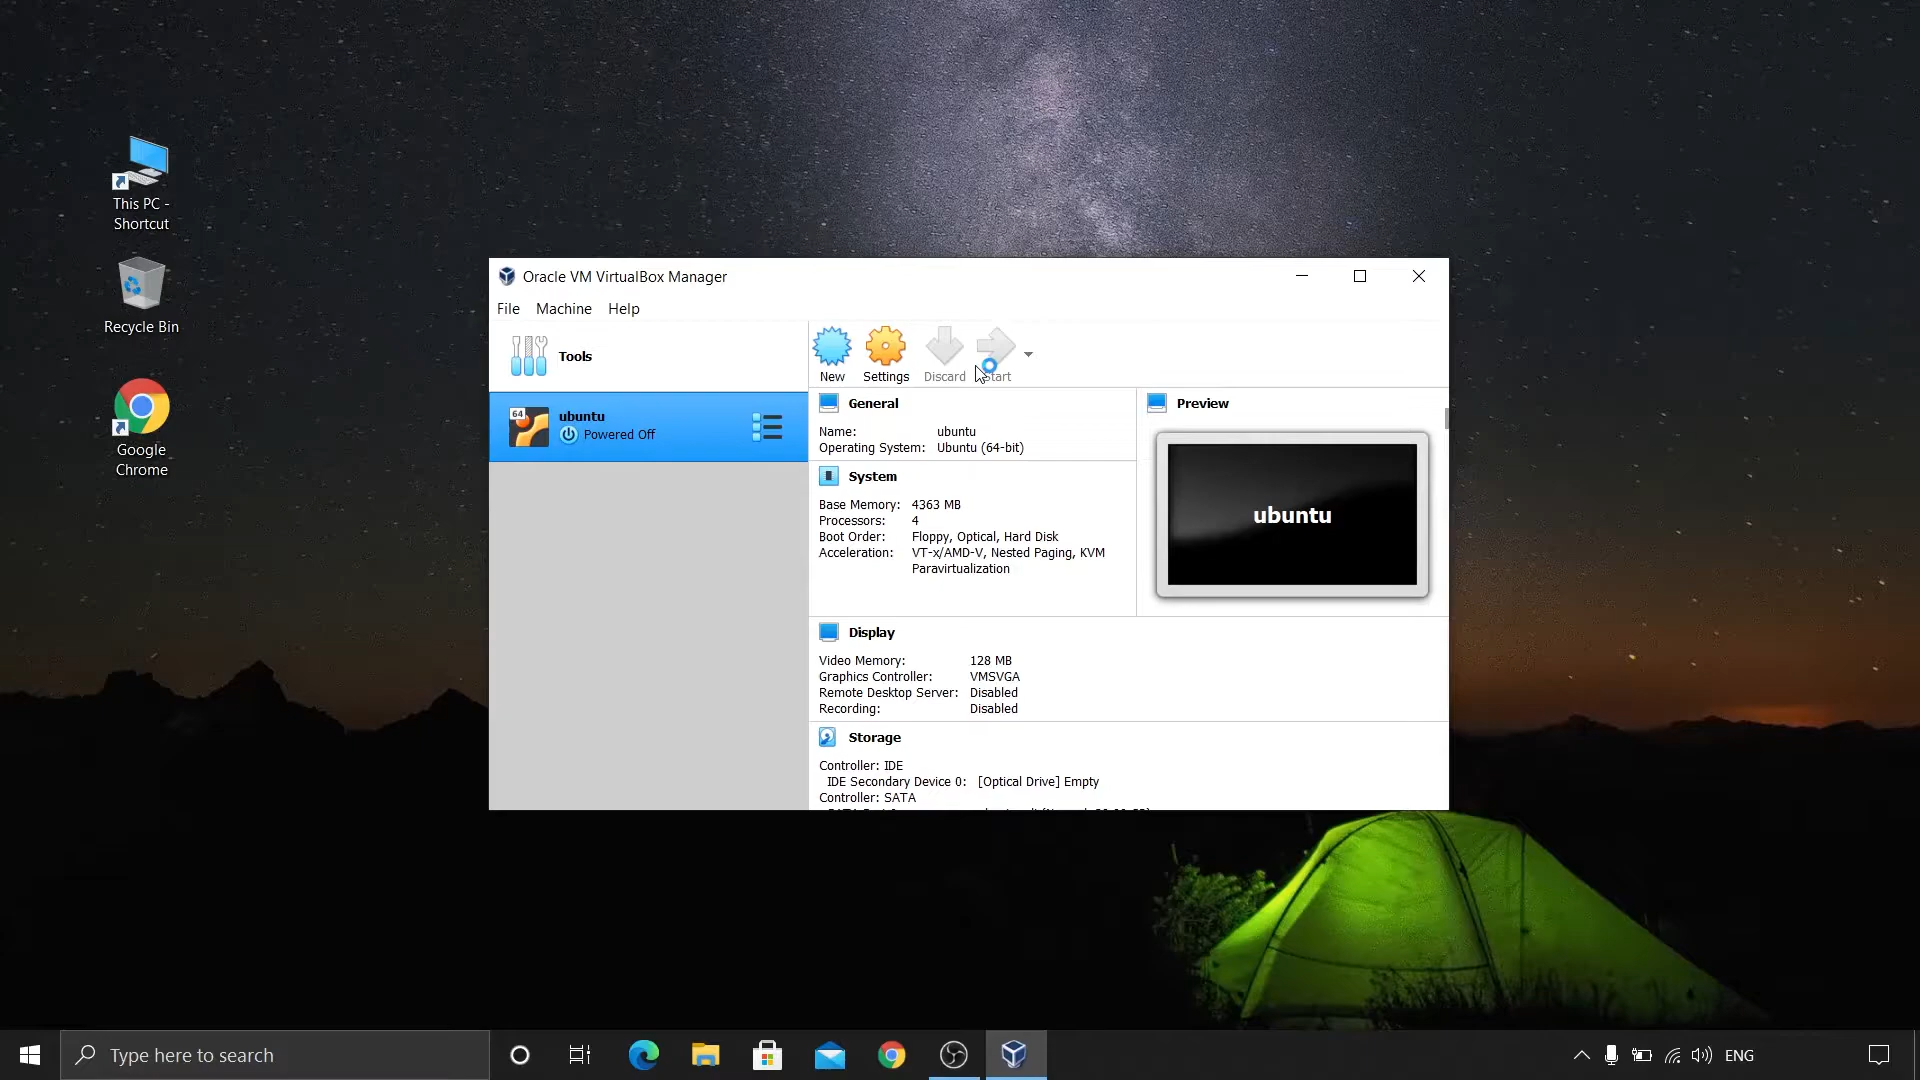 This PC -
Shortcut
Recycle Bin
Google
Chrome
Oracle VM VirtualBox Manager
File Machine Help
Tools
New Settings Discard
64
ubuntu
Powered Off
General
Name: ubuntu
Operating System: Ubuntu (64-bit)
System
Base Memory: 4363 MB
Processors: 4
Boot Order: Floppy, Optical, Hard Disk
Acceleration: VT-x/AMD-V, Nested Paging, KVM
Paravirtualization
Preview
ubuntu
Display
Video Memory: 128 MB
Graphics Controller: VMSVGA
Remote Desktop Server: Disabled
Recording: Disabled
Storage
Controller: IDE
IDE Secondary Device 0: [Optical Drive] Empty
Controller: SATA
Type here to search
ENG